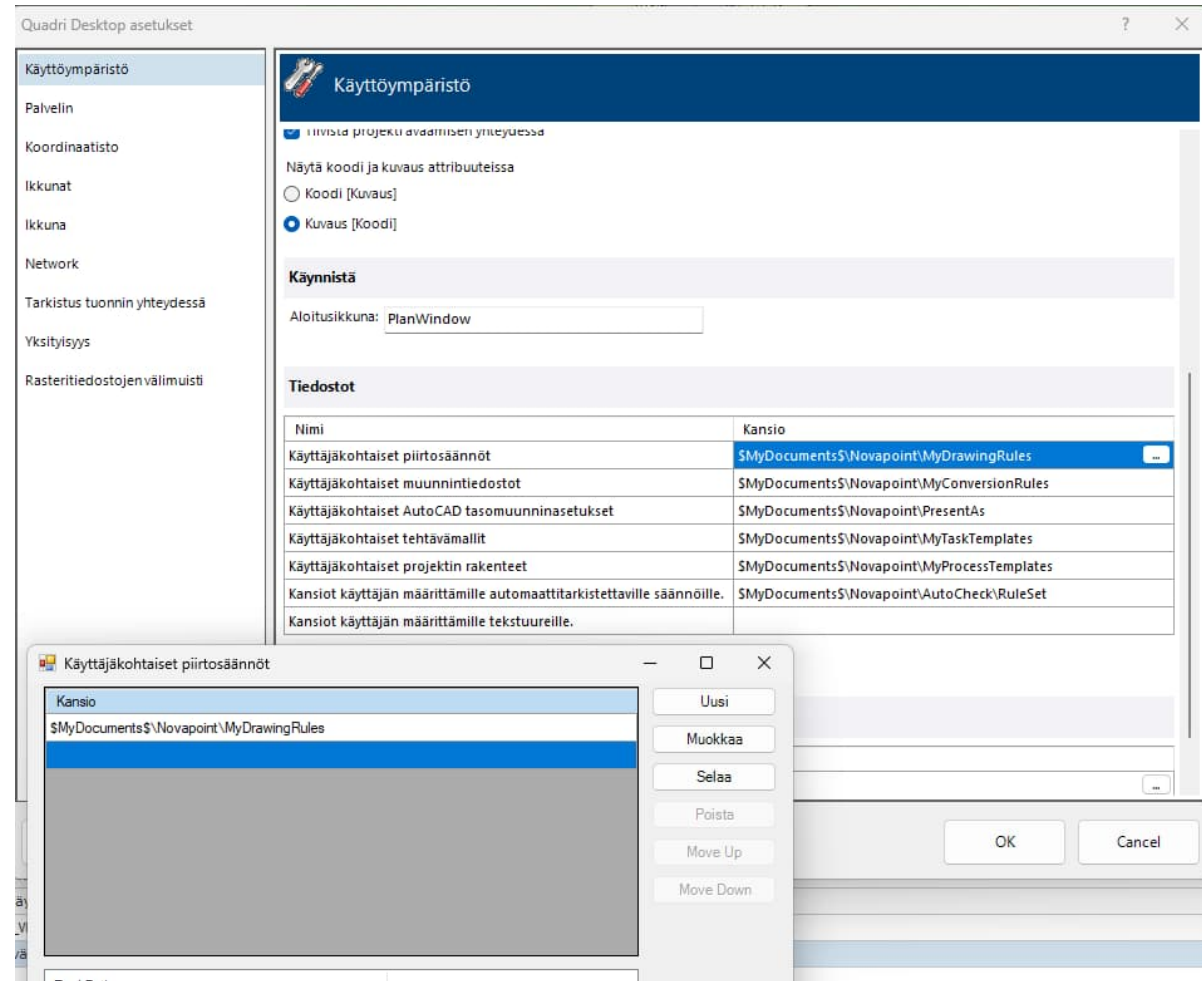 Quadri Desktop asetukset
?
Käyttöympäristö
Palvelin
Koordinaatisto
Ikkunat
Ikkuna
Network
Tarkistus tuonnin yhteydessä
Yksityisyys
Rasteritiedostojen välimuisti
Käyttöympäristö
Tiivistä projekti avaamisen yhteydessä
Näytä koodi ja kuvaus attribuuteissa
Koodi [Kuvaus]
Kuvaus [Koodi]
Käynnistä
Aloitusikkuna: PlanWindow
Tiedostot
Nimi Kansio
Käyttäjäkohtaiset piirtosäännöt $MyDocuments$\Novapoint\MyDrawingRules ...
Käyttäjäkohtaiset muunnintiedostot $MyDocuments$\Novapoint\MyConversionRules
Käyttäjäkohtaiset AutoCAD tasomuunninasetukset $MyDocuments$\Novapoint\PresentAs
Käyttäjäkohtaiset tehtävämallit $MyDocuments$\Novapoint\MyTaskTemplates
Käyttäjäkohtaiset projektin rakenteet $MyDocuments$\Novapoint\MyProcessTemplates
Kansiot käyttäjän määrittämille automaattitarkistettaville säännöille. $MyDocuments$\Novapoint\AutoCheck\RuleSet
Kansiot käyttäjän määrittämille tekstuureille.
...
OK Cancel
Käyttäjäkohtaiset piirtosäännöt
Kansio
$MyDocuments$\Novapoint\MyDrawingRules
Uusi
Muokkaa
Selaa
Poista
Move Up
Move Down